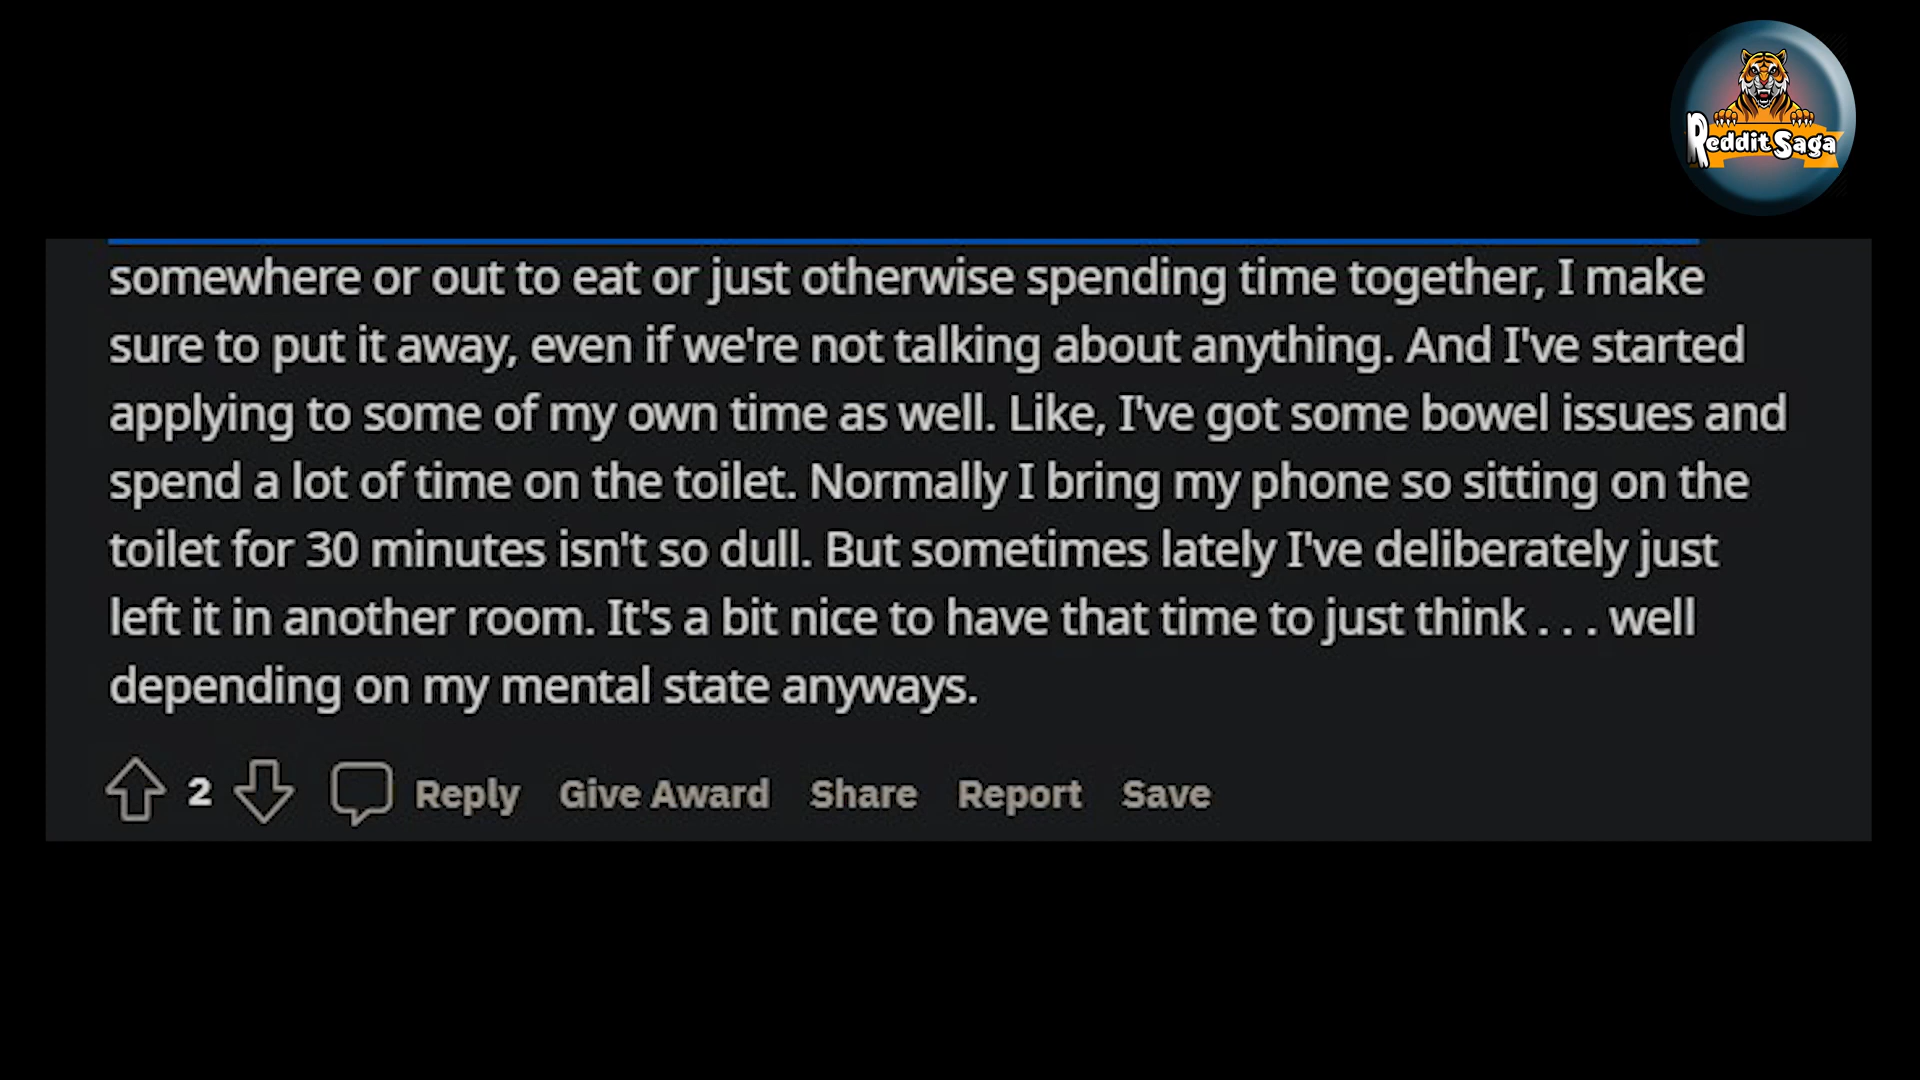 Reddit Saga
somewhere or out to eat or just otherwise spending time together, I make
sure to put it away, even if we're not talking about anything. And I've started
applying to some of my own time as well. Like, I've got some bowel issues and
spend a lot of time on the toilet. Normally I bring my phone so sitting on the
toilet for 30 minutes isn't so dull. But sometimes lately I've deliberately just
left it in another room. It's a bit nice to have that time to just think . . . well
depending on my mental state anyways.
2 Reply Give Award Share Report Save